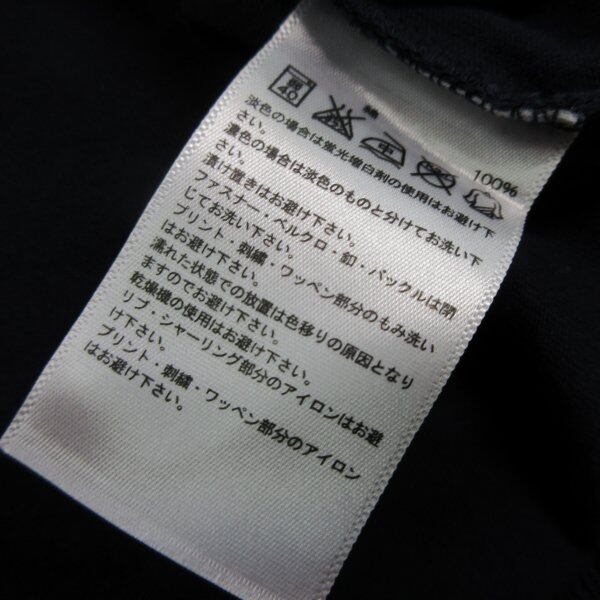 綿 100%
弱 40
中
淡色の場合は蛍光増白剤の使用はお避け下
さい。
濃色の場合は淡色のものと分けてお洗い下
さい。
漬け置きはお避け下さい。
ファスナー・ベルクロ・釦・バックルは閉
じてお洗い下さい。
プリント・刺繍・ワッペン部分のもみ洗い
はお避け下さい。
濡れた状態での放置は色移りの原因となり
ますのでお避け下さい。
乾燥機の使用はお避け下さい。
リブ・シャーリング部分のアイロンはお避
け下さい。
プリント・刺繍・ワッペン部分のアイロン
はお避け下さい。